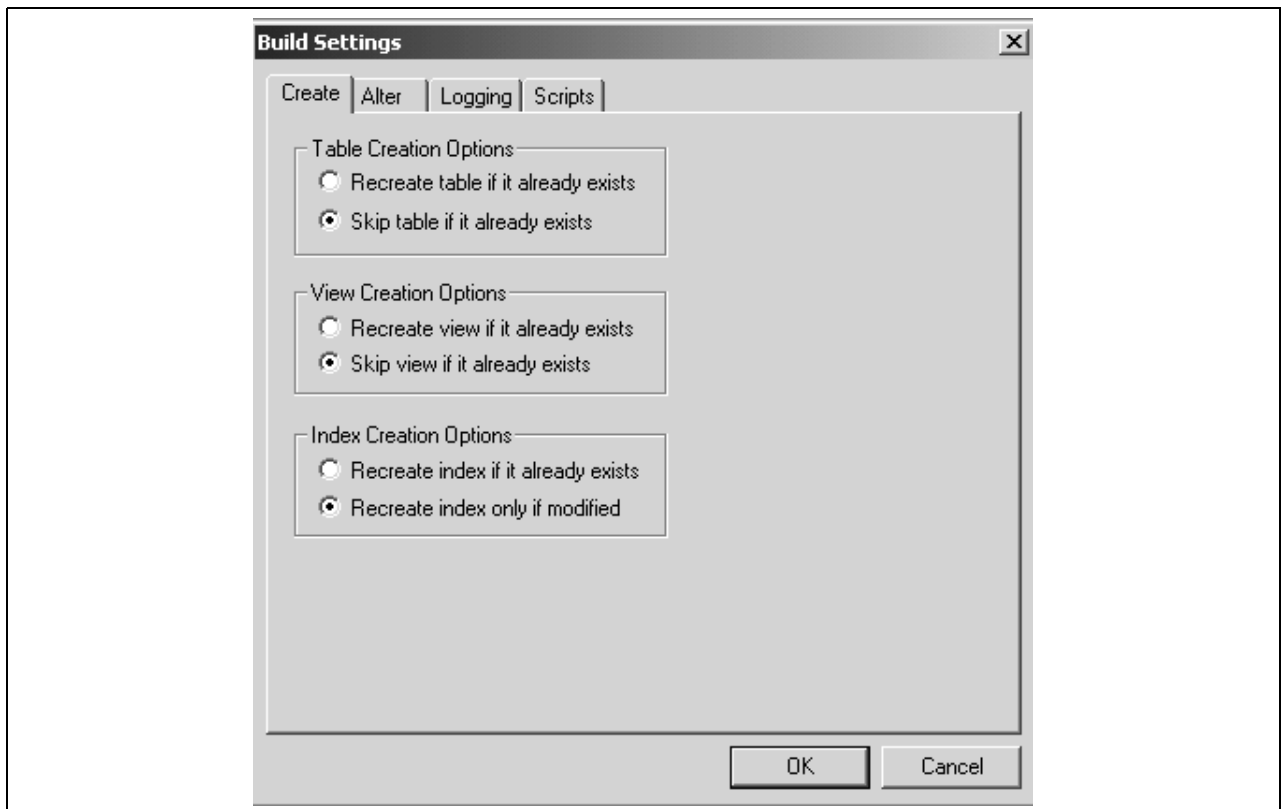 Build Settings
Create Alter Logging Scripts
Table Creation Options
Recreate table if it already exists
Skip table if it already exists
View Creation Options
Recreate view if it already exists
Skip view if it already exists
Index Creation Options
Recreate index if it already exists
Recreate index only if modified
OK Cancel